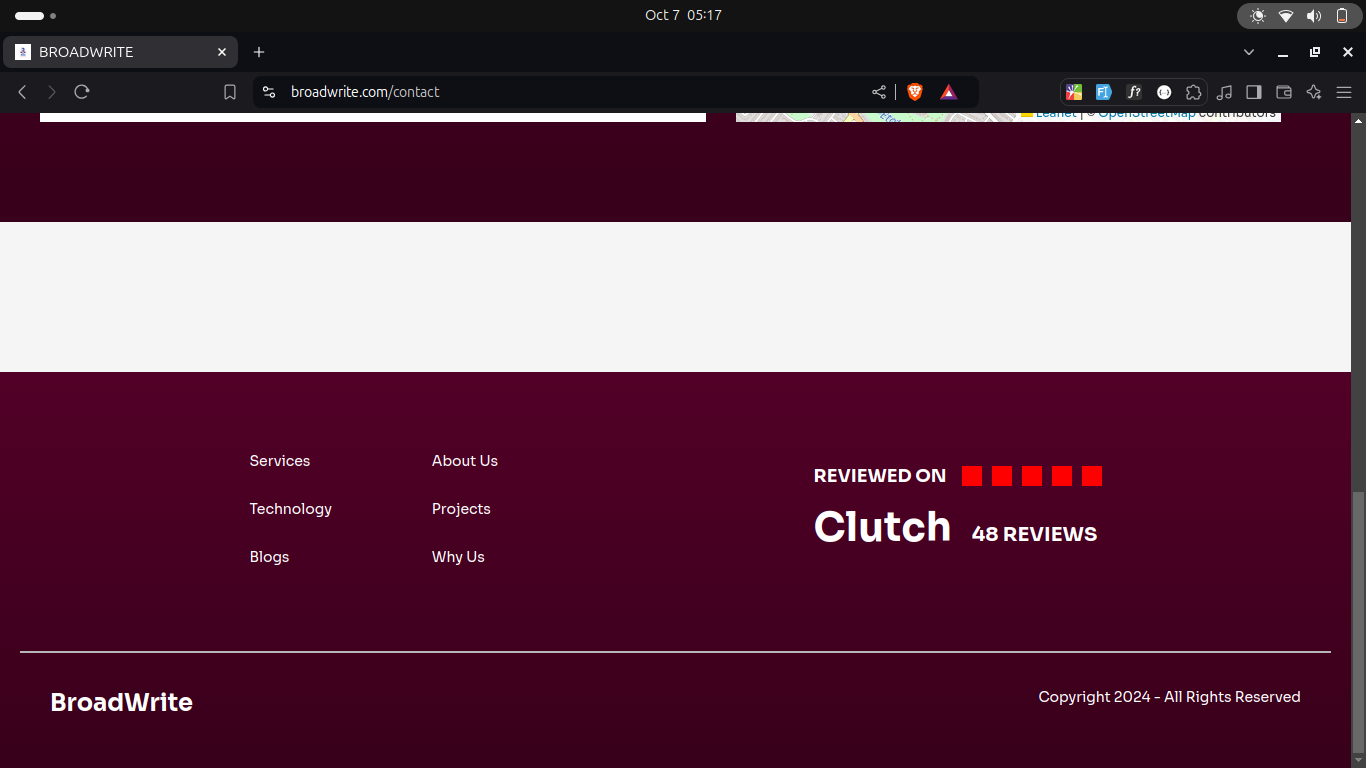 Oct 7 05:17
BROADWRITE
broadwrite.com/contact
Leaflet | © OpenStreetMap contributors
Services
About Us
Technology
Projects
Blogs
Why Us
REVIEWED ON
Clutch
48 REVIEWS
BroadWrite
Copyright 2024 - All Rights Reserved